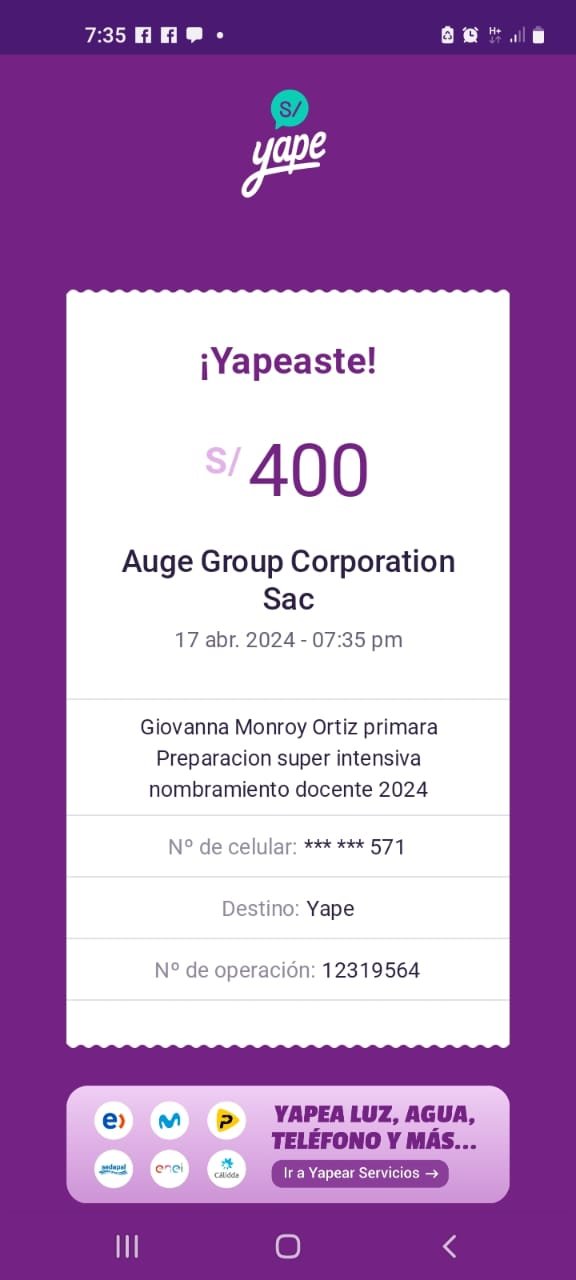 7:35
H+
S/
yape
¡Yapeaste!
S/ 400
Auge Group Corporation
Sac
17 abr. 2024 - 07:35 pm
Giovanna Monroy Ortiz primara
Preparacion super intensiva
nombramiento docente 2024
Nº de celular: *** *** 571
Destino: Yape
Nº de operación: 12319564
YAPEA LUZ, AGUA,
TELÉFONO Y MÁS...
sedapal enel Cálidda
Ir a Yapear Servicios →